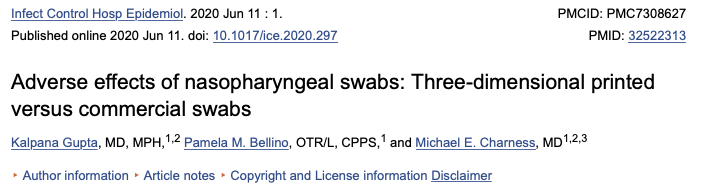 Infect Control Hosp Epidemiol. 2020 Jun 11 : 1.
PMCID: PMC7308627
Published online 2020 Jun 11. doi: 10.1017/ice.2020.297
PMID: 32522313
Adverse effects of nasopharyngeal swabs: Three-dimensional printed
versus commercial swabs
Kalpana Gupta, MD, MPH,1,2 Pamela M. Bellino, OTR/L, CPPS,1 and Michael E. Charness, MD1,2,3
Author information Article notes Copyright and License information Disclaimer